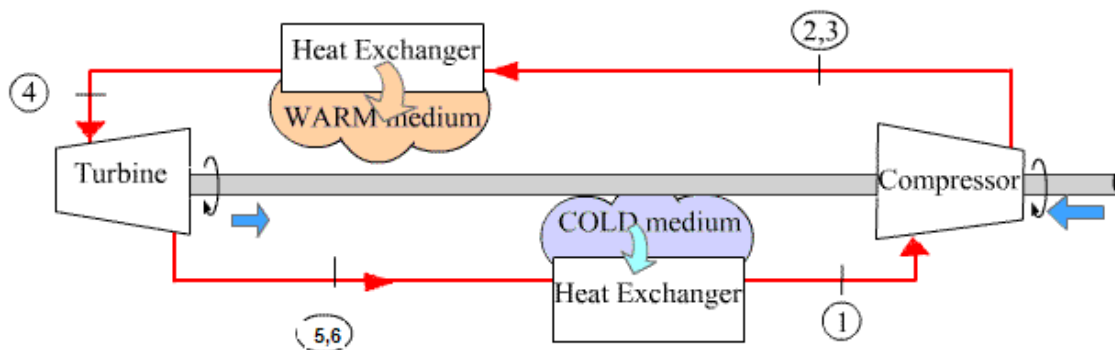 2,3
Heat Exchanger
4
WARM medium
Turbine
Compressor
COLD medium
Heat Exchanger
5,6
1